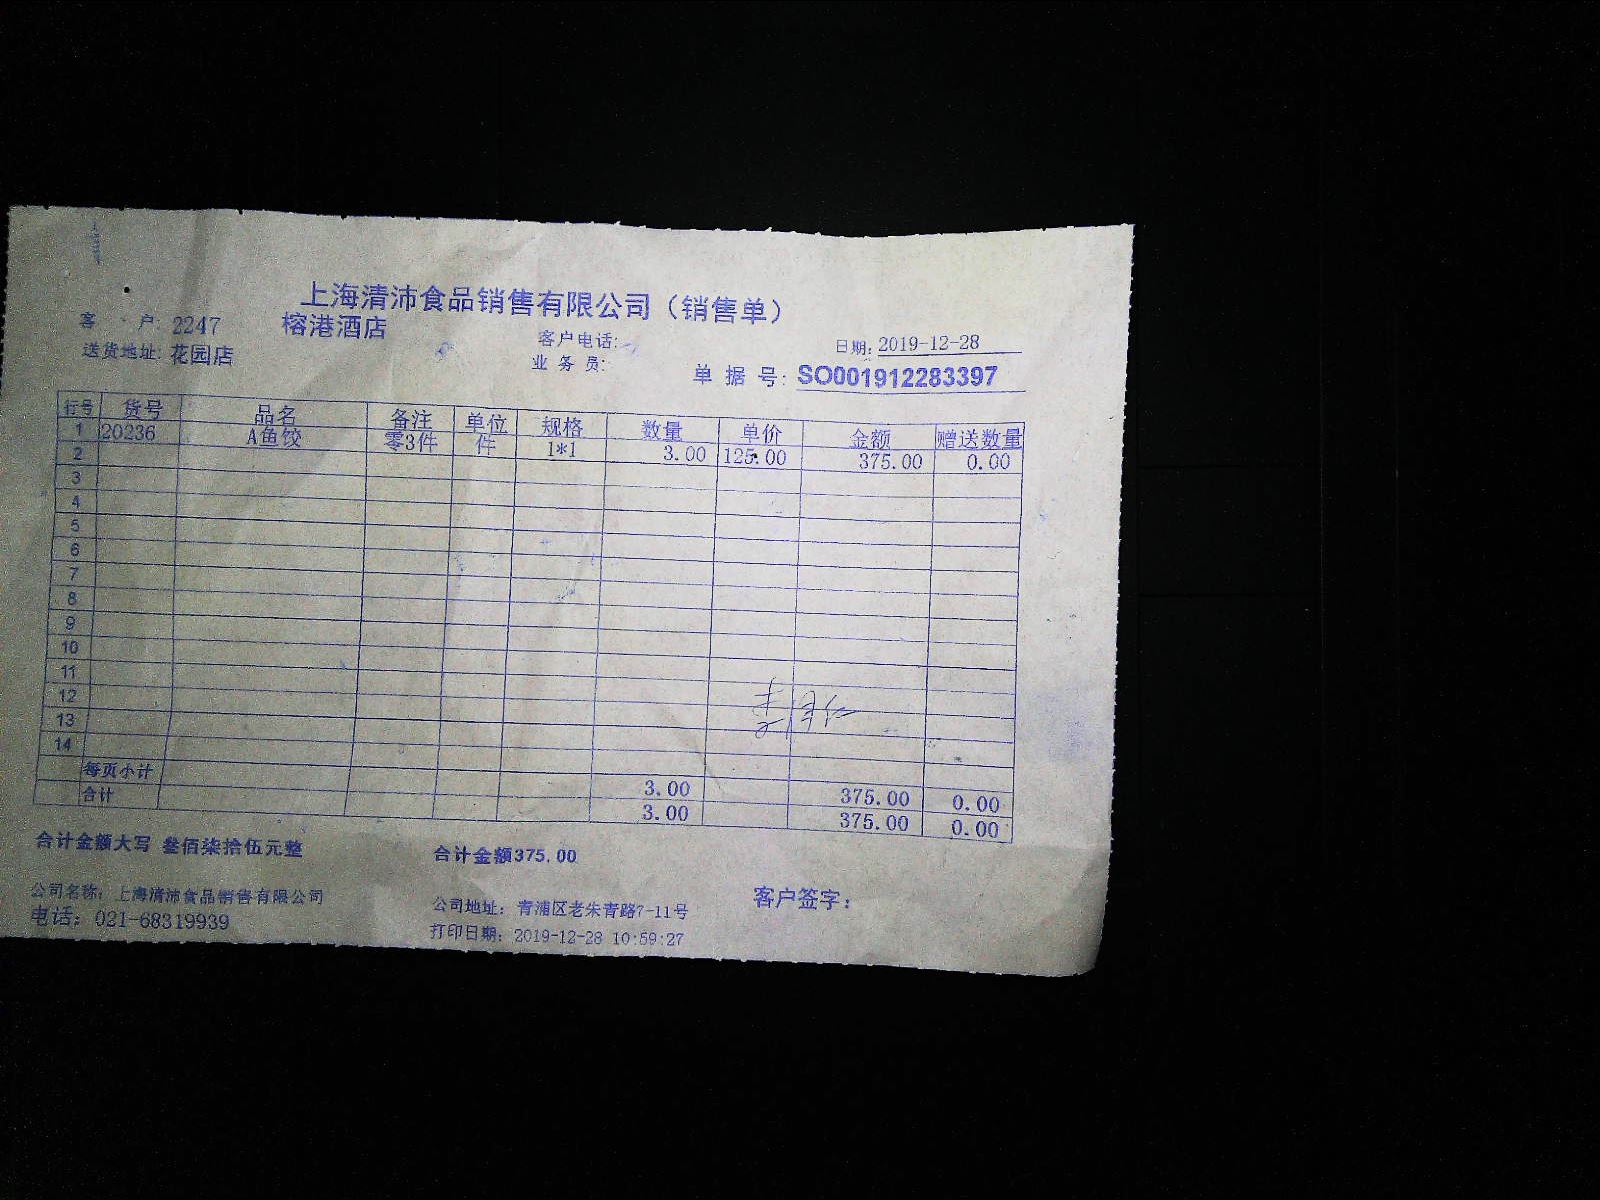 上海清沛食品销售有限公司（销售单）
客 户: 2247 榕港酒店 客户电话: 日期: 2019-12-28
送货地址: 花园店 业 务 员: 单 据 号: SO001912283397
行号 货号 品名 备注 单位 规格 数量 单价 金额 赠送数量
1 20236 A鱼饺 零3件 件 1*1 3.00 125.00 375.00 0.00
2
3
4
5
6
7
8
9
10
11
12
13
14
每页小计 3.00 375.00 0.00
合计 3.00 375.00 0.00
合计金额大写 叁佰柒拾伍元整 合计金额375.00
公司名称: 上海清沛食品销售有限公司 公司地址: 青浦区老朱青路7-11号 客户签字:
电话: 021-68319939 打印日期: 2019-12-28 10:59:27